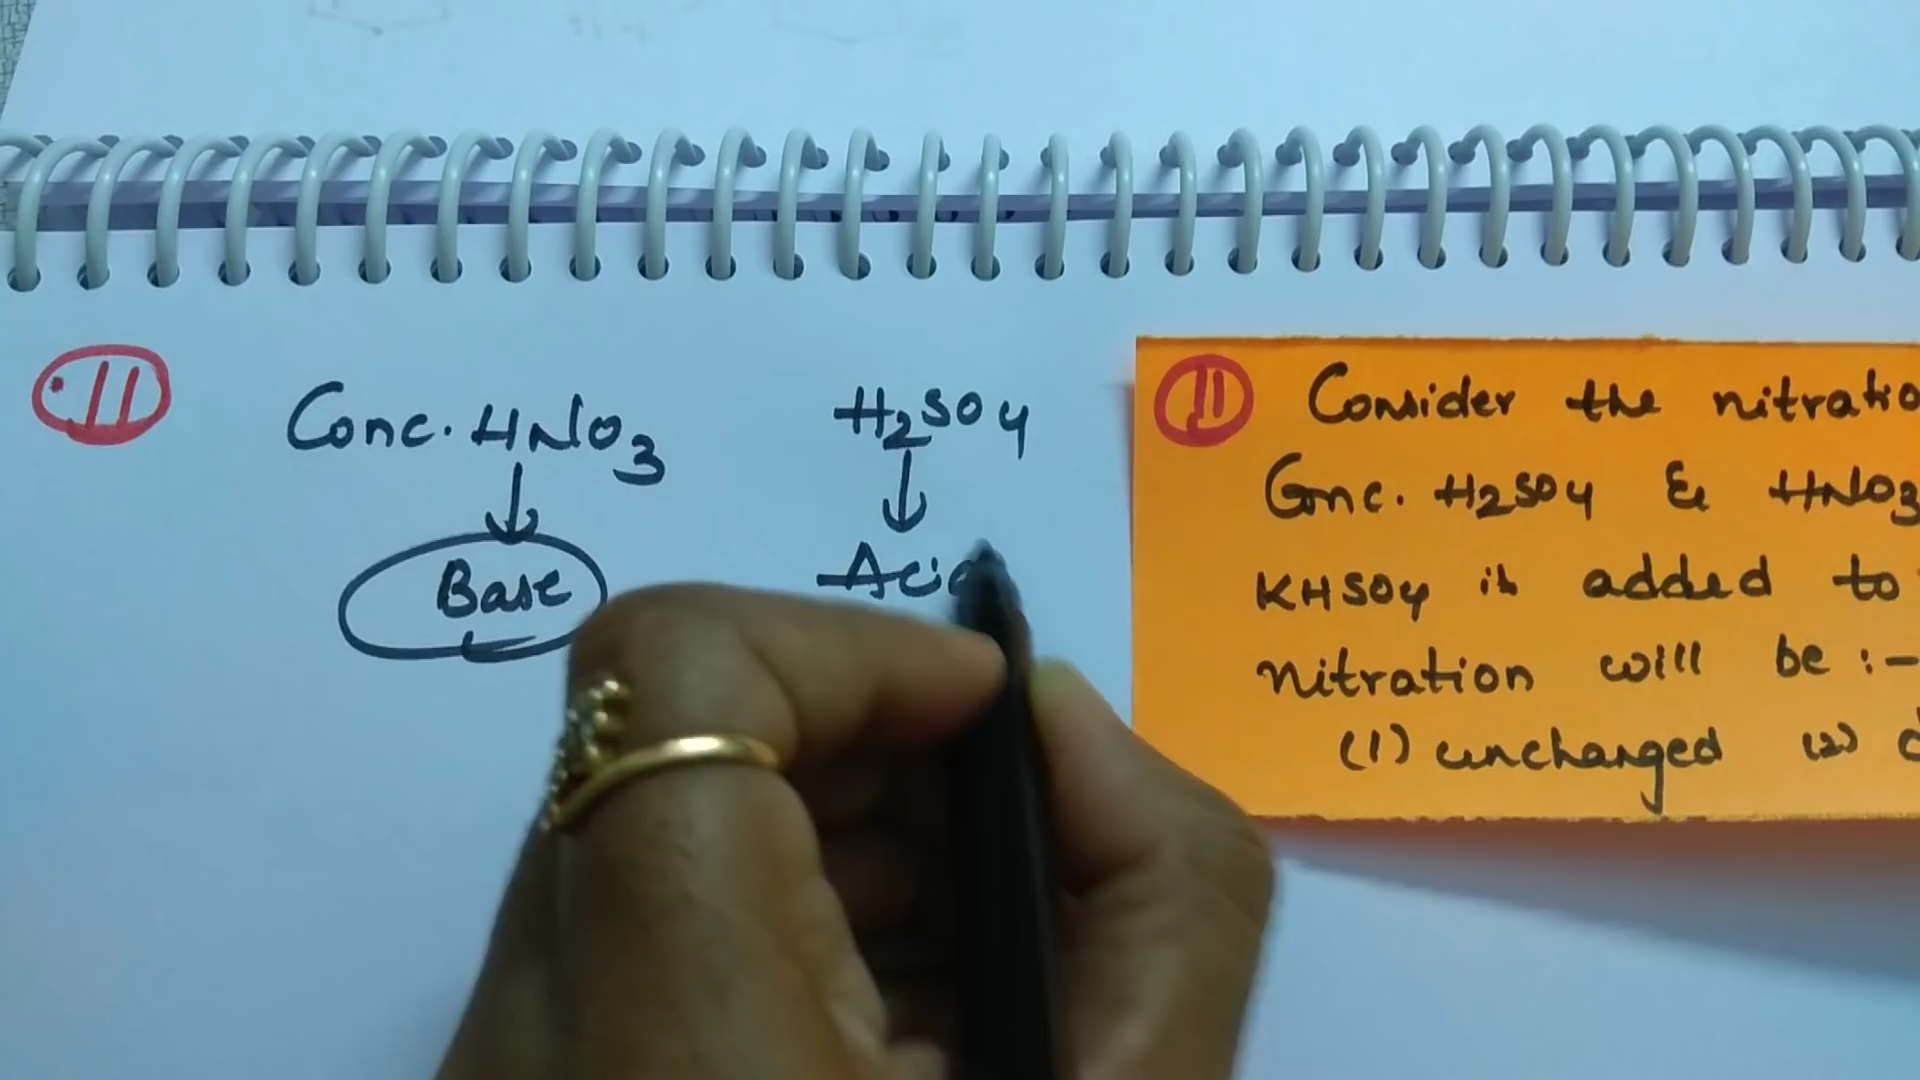 11
Conc. HNO3 H2SO4
Base Acid
11 Consider the nitratio
Conc. H2SO4 & HNO3
KHSO4 is added to
nitration will be :-
(1) unchanged (2)